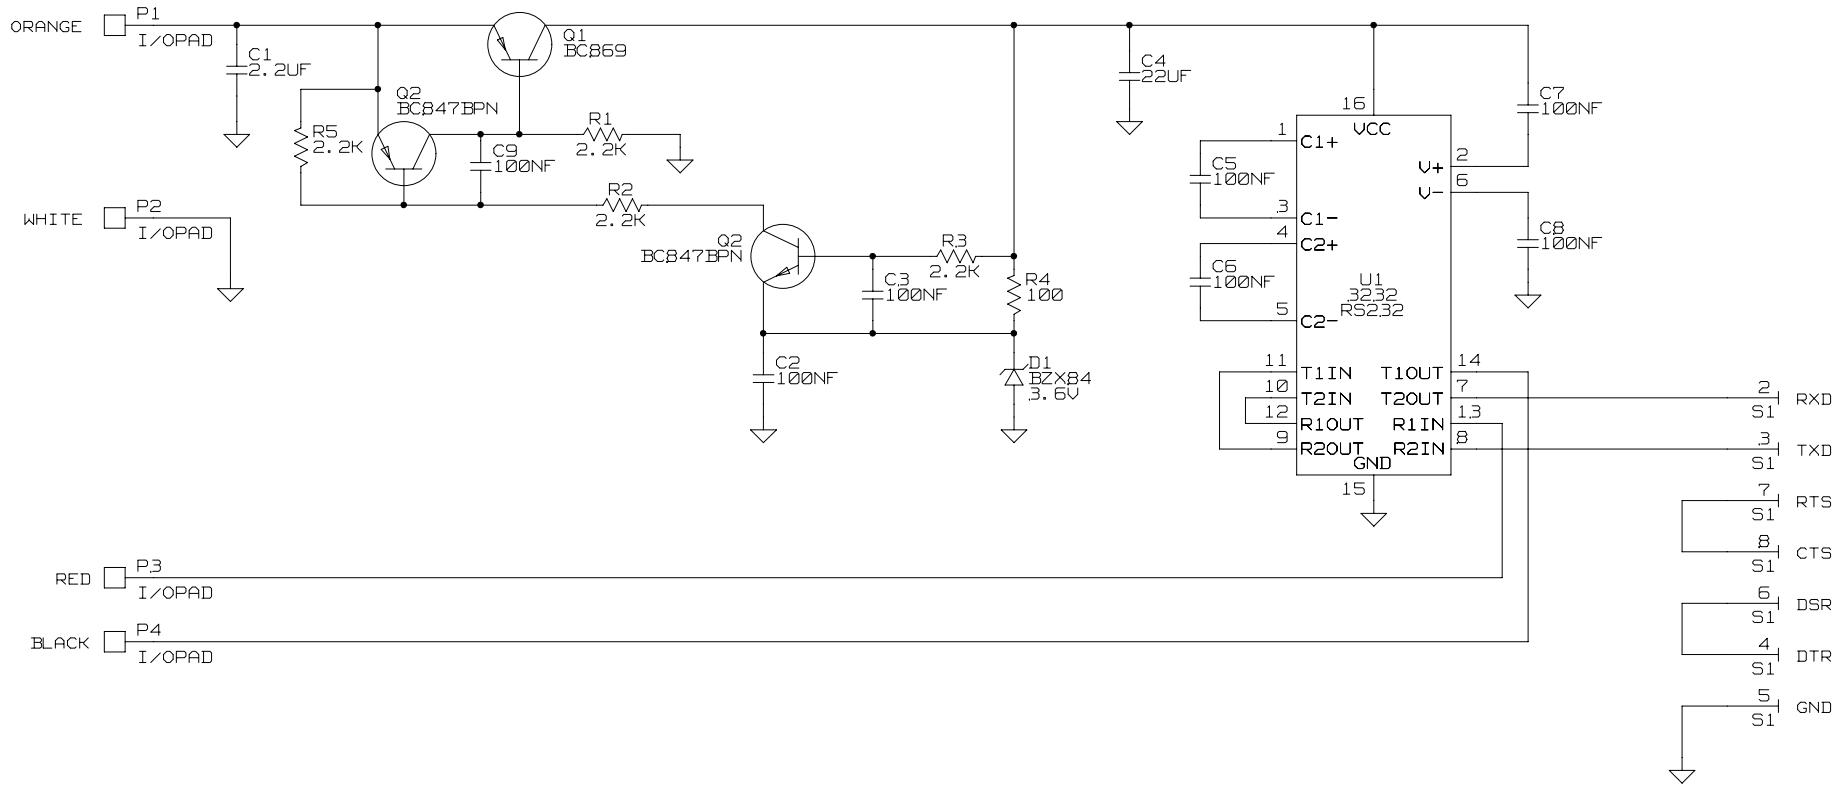 ORANGE
P1
I/OPAD
C1
2.2UF
Q1
BC869
Q2
BC847BPN
R5
2.2K
C9
100NF
R1
2.2K
R2
2.2K
WHITE
P2
I/OPAD
Q2
BC847BPN
C3
100NF
R3
2.2K
R4
100
C2
100NF
D1
BZX84
3.6V
C4
22UF
C7
100NF
C5
100NF
C6
100NF
C8
100NF
16
VCC
1
C1+
2
V+
6
V-
3
C1-
4
C2+
U1
3232
RS232
5
C2-
11
T1IN
T1OUT
14
10
T2IN
T2OUT
7
12
R1OUT
R1IN
13
9
R2OUT
R2IN
8
GND
15
2
S1
RXD
3
S1
TXD
7
S1
RTS
8
S1
CTS
6
S1
DSR
4
S1
DTR
5
S1
GND
RED
P3
I/OPAD
BLACK
P4
I/OPAD